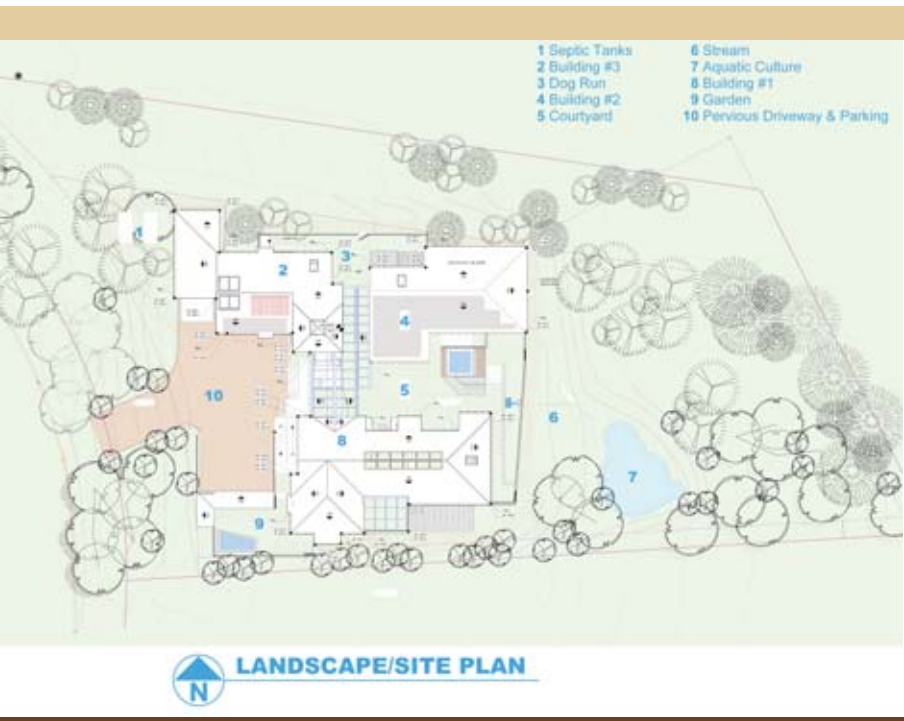 1 Septic Tanks
2 Building #3
3 Dog Run
4 Building #2
5 Courtyard
6 Stream
7 Aquatic Culture
8 Building #1
9 Garden
10 Pervious Driveway & Parking
1
2
3
4
10
5
6
8
7
9
N
LANDSCAPE/SITE PLAN